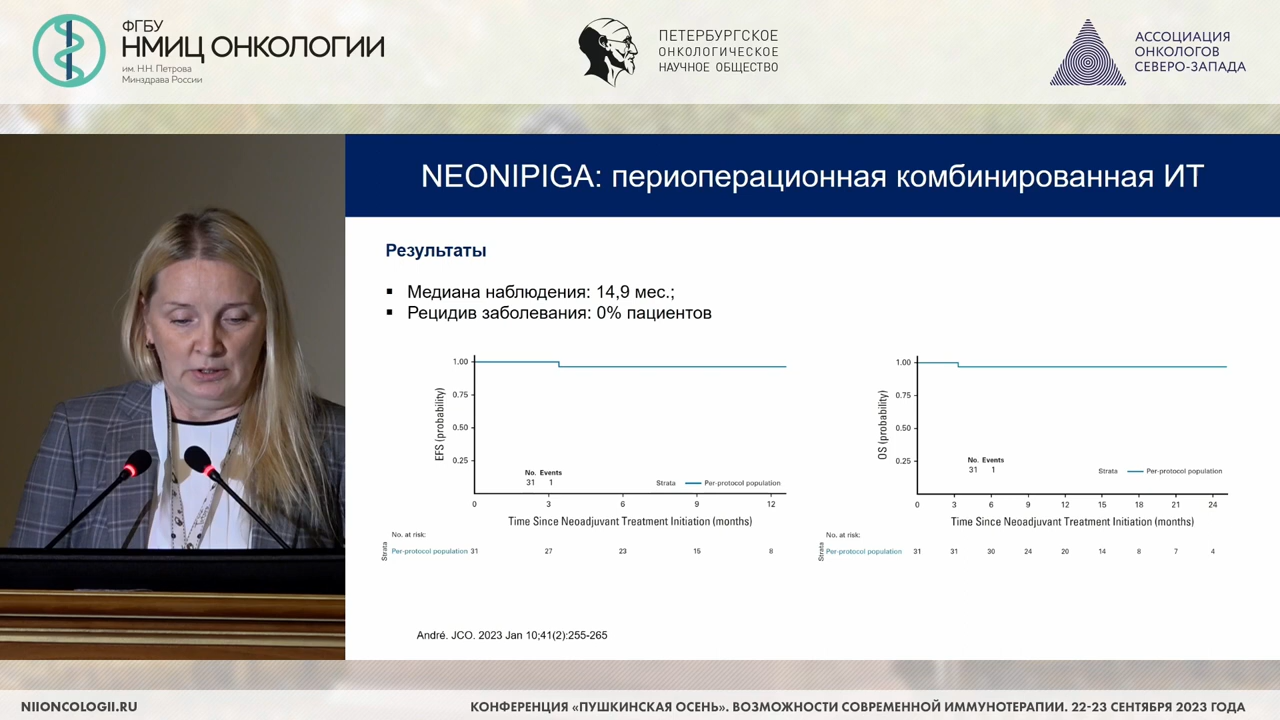 ФГБУ
НМИЦ ОНКОЛОГИИ
им. Н.Н. Петрова
Минздрава России
ПЕТЕРБУРГСКОЕ
ОНКОЛОГИЧЕСКОЕ
НАУЧНОЕ ОБЩЕСТВО
АССОЦИАЦИЯ
ОНКОЛОГОВ
СЕВЕРО-ЗАПАДА
NEONIPIGA: периоперационная комбинированная ИТ
Результаты
▪ Медиана наблюдения: 14,9 мес.;
▪ Рецидив заболевания: 0% пациентов
1.00
0.75
0.50
0.25
EFS (probability)
No. Events
31 1
Strata Per-protocol population
0 3 6 9 12
Time Since Neoadjuvant Treatment Initiation (months)
No. at risk:
Strata
Per-protocol population 31 27 23 15 8
1.00
0.75
0.50
0.25
OS (probability)
No. Events
31 1
Strata Per-protocol population
0 3 6 9 12 15 18 21 24
Time Since Neoadjuvant Treatment Initiation (months)
No. at risk:
Strata
Per-protocol population 31 31 30 24 20 14 8 7 4
André. JCO. 2023 Jan 10;41(2):255-265
NIIONCOLOGII.RU
КОНФЕРЕНЦИЯ «ПУШКИНСКАЯ ОСЕНЬ». ВОЗМОЖНОСТИ СОВРЕМЕННОЙ ИММУНОТЕРАПИИ. 22-23 СЕНТЯБРЯ 2023 ГОДА